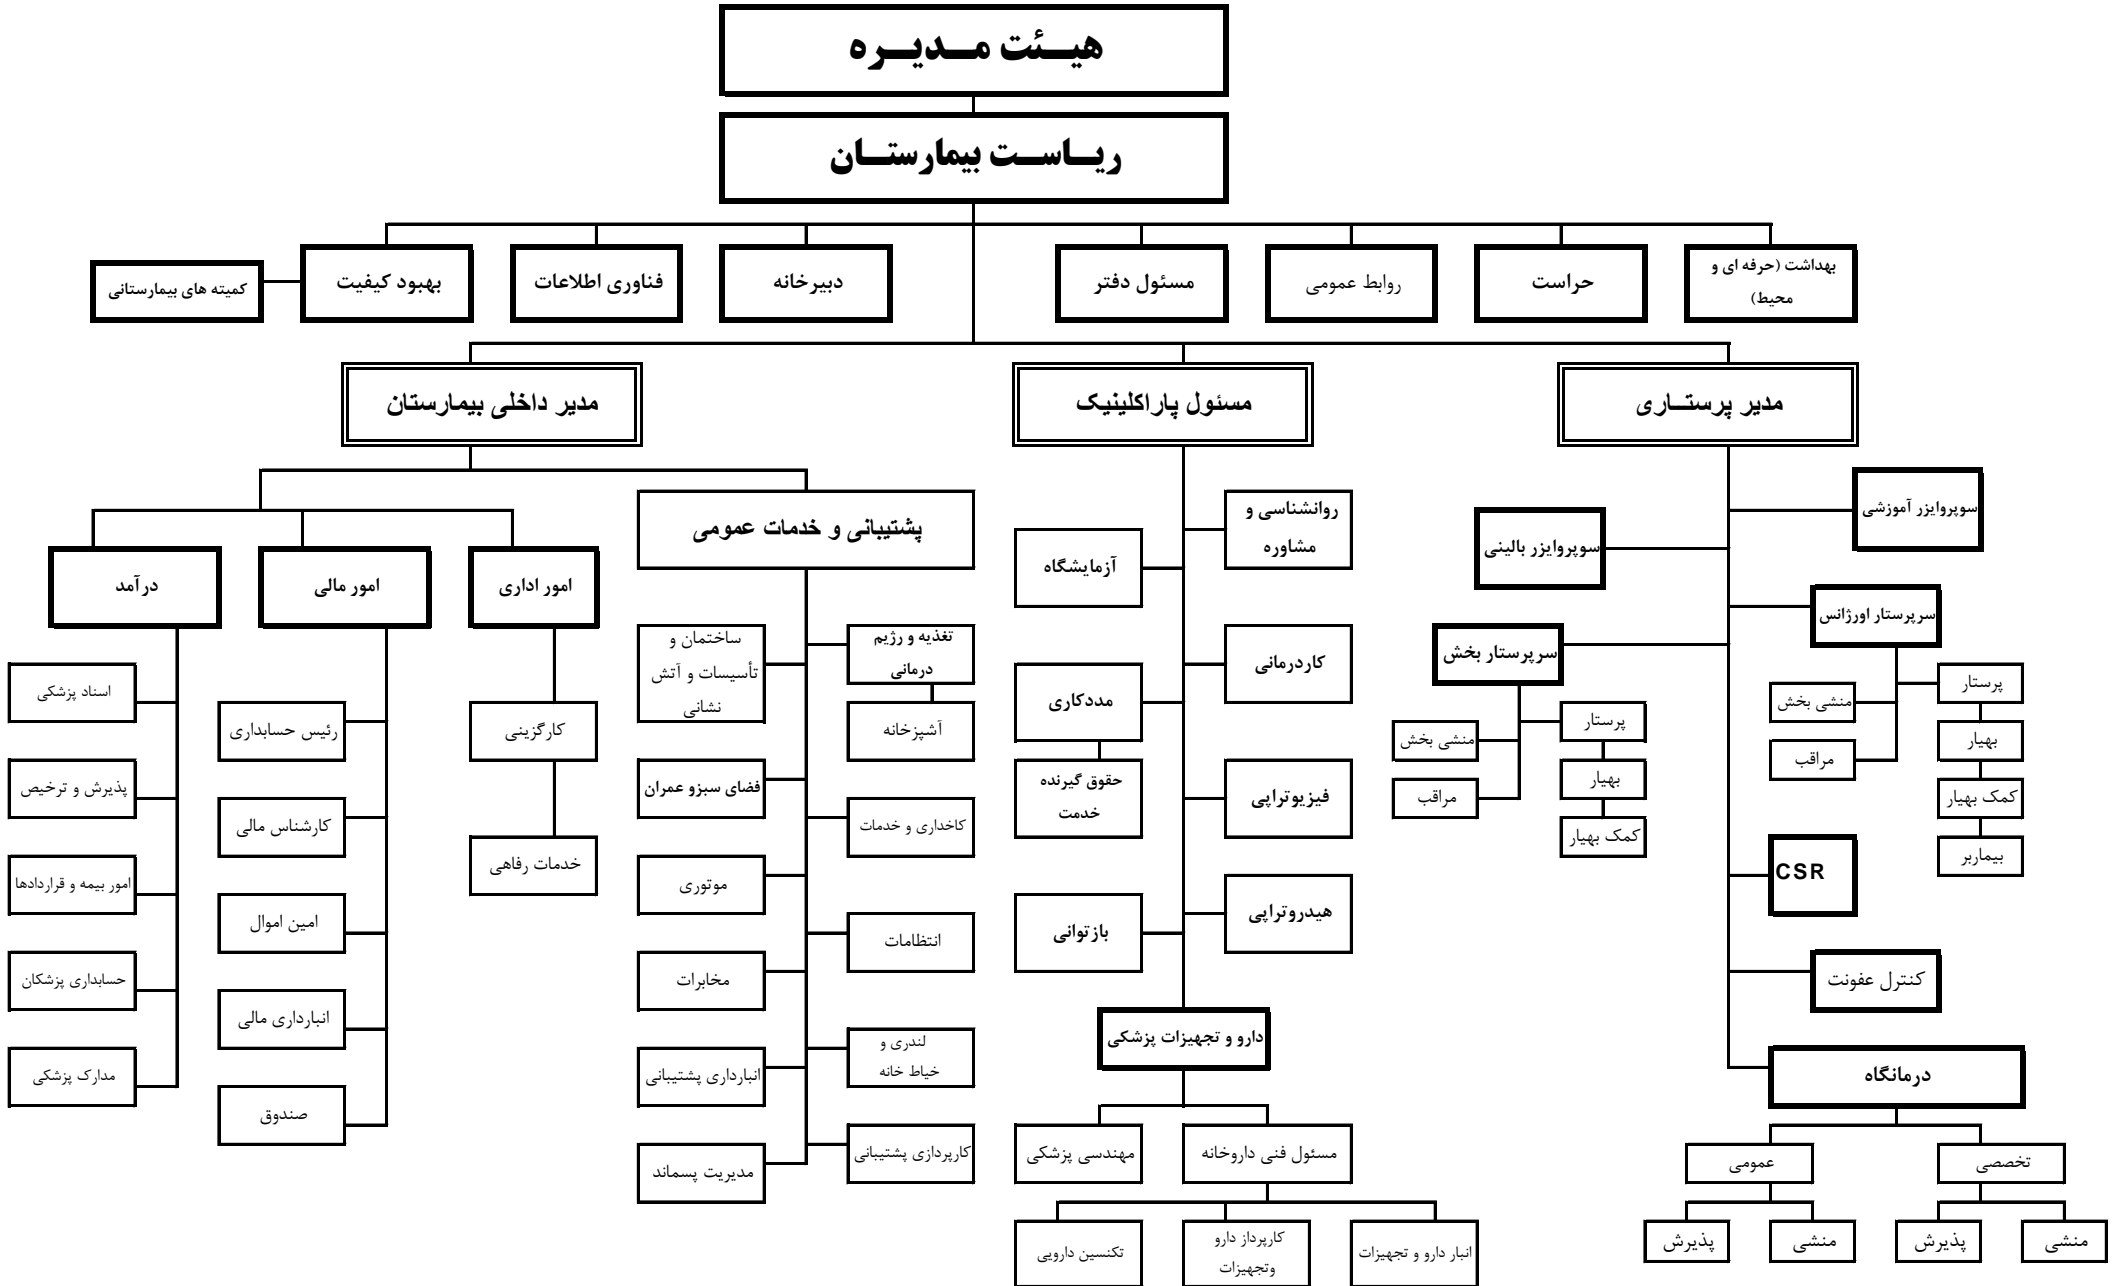 هیئت مدیره
ریاست بیمارستان
بهداشت (حرفه ای و
محیط)
حراست
روابط عمومی
مسئول دفتر
دبیرخانه
فناوری اطلاعات
بهبود کیفیت
کمیته های بیمارستانی
مدیر پرستاری
مسئول پاراکلینیک
مدیر داخلی بیمارستان
سوپروایزر آموزشی
سوپروایزر بالینی
سرپرستار اورژانس
پرستار
بهیار
کمک بهیار
بیماربر
منشی بخش
مراقب
سرپرستار بخش
پرستار
بهیار
کمک بهیار
منشی بخش
مراقب
CSR
کنترل عفونت
درمانگاه
تخصصی
عمومی
منشی
پذیرش
منشی
پذیرش
روانشناسی و
مشاوره
آزمایشگاه
کاردرمانی
مددکاری
حقوق گیرنده
خدمت
فیزیوتراپی
هیدروتراپی
بازتوانی
دارو و تجهیزات پزشکی
مسئول فنی داروخانه
مهندسی پزشکی
انبار دارو و تجهیزات
کارپرداز دارو
وتجهیزات
تکنسین دارویی
پشتیبانی و خدمات عمومی
تغذیه و رژیم
درمانی
آشپزخانه
ساختمان و
تأسیسات و آتش
نشانی
فضای سبزو عمران
کاخداری و خدمات
موتوری
انتظامات
مخابرات
لندری و
خیاط خانه
انبارداری پشتیبانی
کارپردازی پشتیبانی
مدیریت پسماند
امور اداری
کارگزینی
خدمات رفاهی
امور مالی
رئیس حسابداری
کارشناس مالی
امین اموال
انبارداری مالی
صندوق
درآمد
اسناد پزشکی
پذیرش و ترخیص
امور بیمه و قراردادها
حسابداری پزشکان
مدارک پزشکی